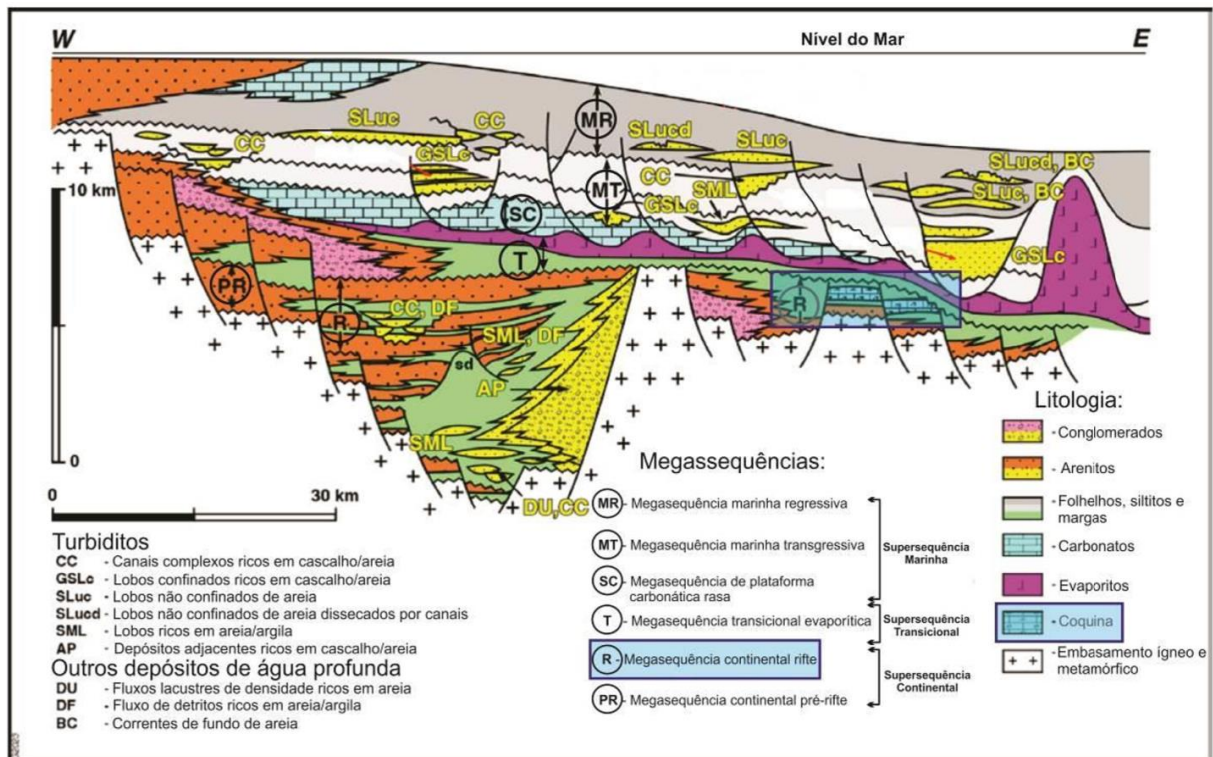 W
Nível do Mar
E
MR
SLuc
CC
SLucd
SLuc
CC
GSLc
SLucd, BC
CC
SML
MT
GSLc
SLuc, BC
10 km
SC
GSLc
T
PR
R
CC, DF
R
SML, DF
sd
AP
SML
0
DU,CC
0
30 km
Turbiditos
CC - Canais complexos ricos em cascalho/areia
GSLc - Lobos confinados ricos em cascalho/areia
SLuc - Lobos não confinados de areia
SLucd - Lobos não confinados de areia dissecados por canais
SML - Lobos ricos em areia/argila
AP - Depósitos adjacentes ricos em cascalho/areia
Outros depósitos de água profunda
DU - Fluxos lacustres de densidade ricos em areia
DF - Fluxo de detritos ricos em areia/argila
BC - Correntes de fundo de areia
Megassequências:
MR - Megasequência marinha regressiva
MT - Megasequência marinha transgressiva
SC - Megasequência de plataforma
carbonática rasa
T - Megasequência transicional evaporítica
R - Megasequência continental rifte
PR - Megasequência continental pré-rifte
Supersequência
Marinha
Supersequência
Transicional
Supersequência
Continental
Litologia:
- Conglomerados
- Arenitos
- Folhelhos, siltitos e
margas
- Carbonatos
- Evaporitos
- Coquina
- Embasamento ígneo e
metamórfico